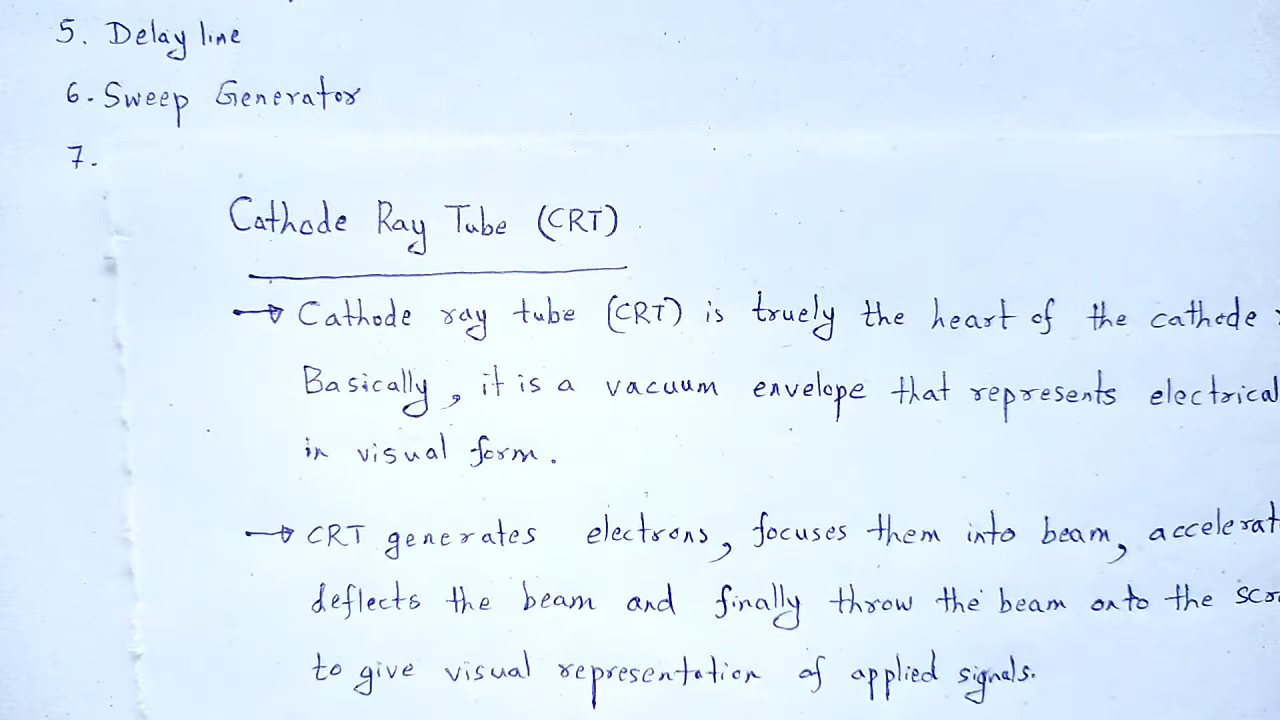 5. Delay line
6. Sweep Generator
7.
Cathode Ray Tube (CRT)
→ Cathode ray tube (CRT) is truely the heart of the cathode
Basically, it is a vacuum envelope that represents electrical
in visual form.
→ CRT generates electrons, focuses them into beam, accelerat
deflects the beam and finally throw the beam onto the scr
to give visual representation of applied signals.